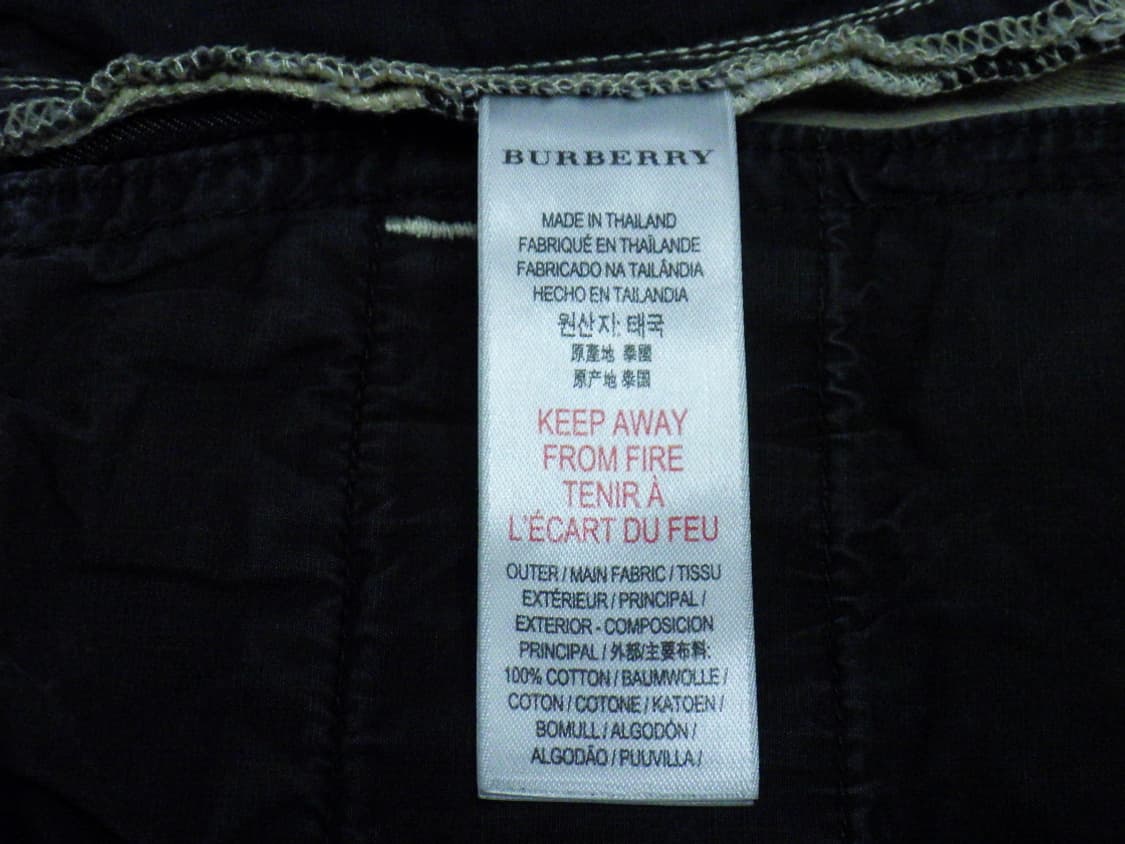 BURBERRY
MADE IN THAILAND
FABRIQUÉ EN THAÎLANDE
FABRICADO NA TAILÂNDIA
HECHO EN TAILANDIA
원산지: 태국
原產地 泰國
原产地 泰国
KEEP AWAY
FROM FIRE
TENIR À
L'ÉCART DU FEU
OUTER / MAIN FABRIC / TISSU
EXTÉRIEUR / PRINCIPAL /
EXTERIOR - COMPOSICION
PRINCIPAL / 外部/主要布料:
100% COTTON / BAUMWOLLE /
COTON / COTONE / KATOEN /
BOMULL / ALGODÓN /
ALGODÃO / PUUVILLA /